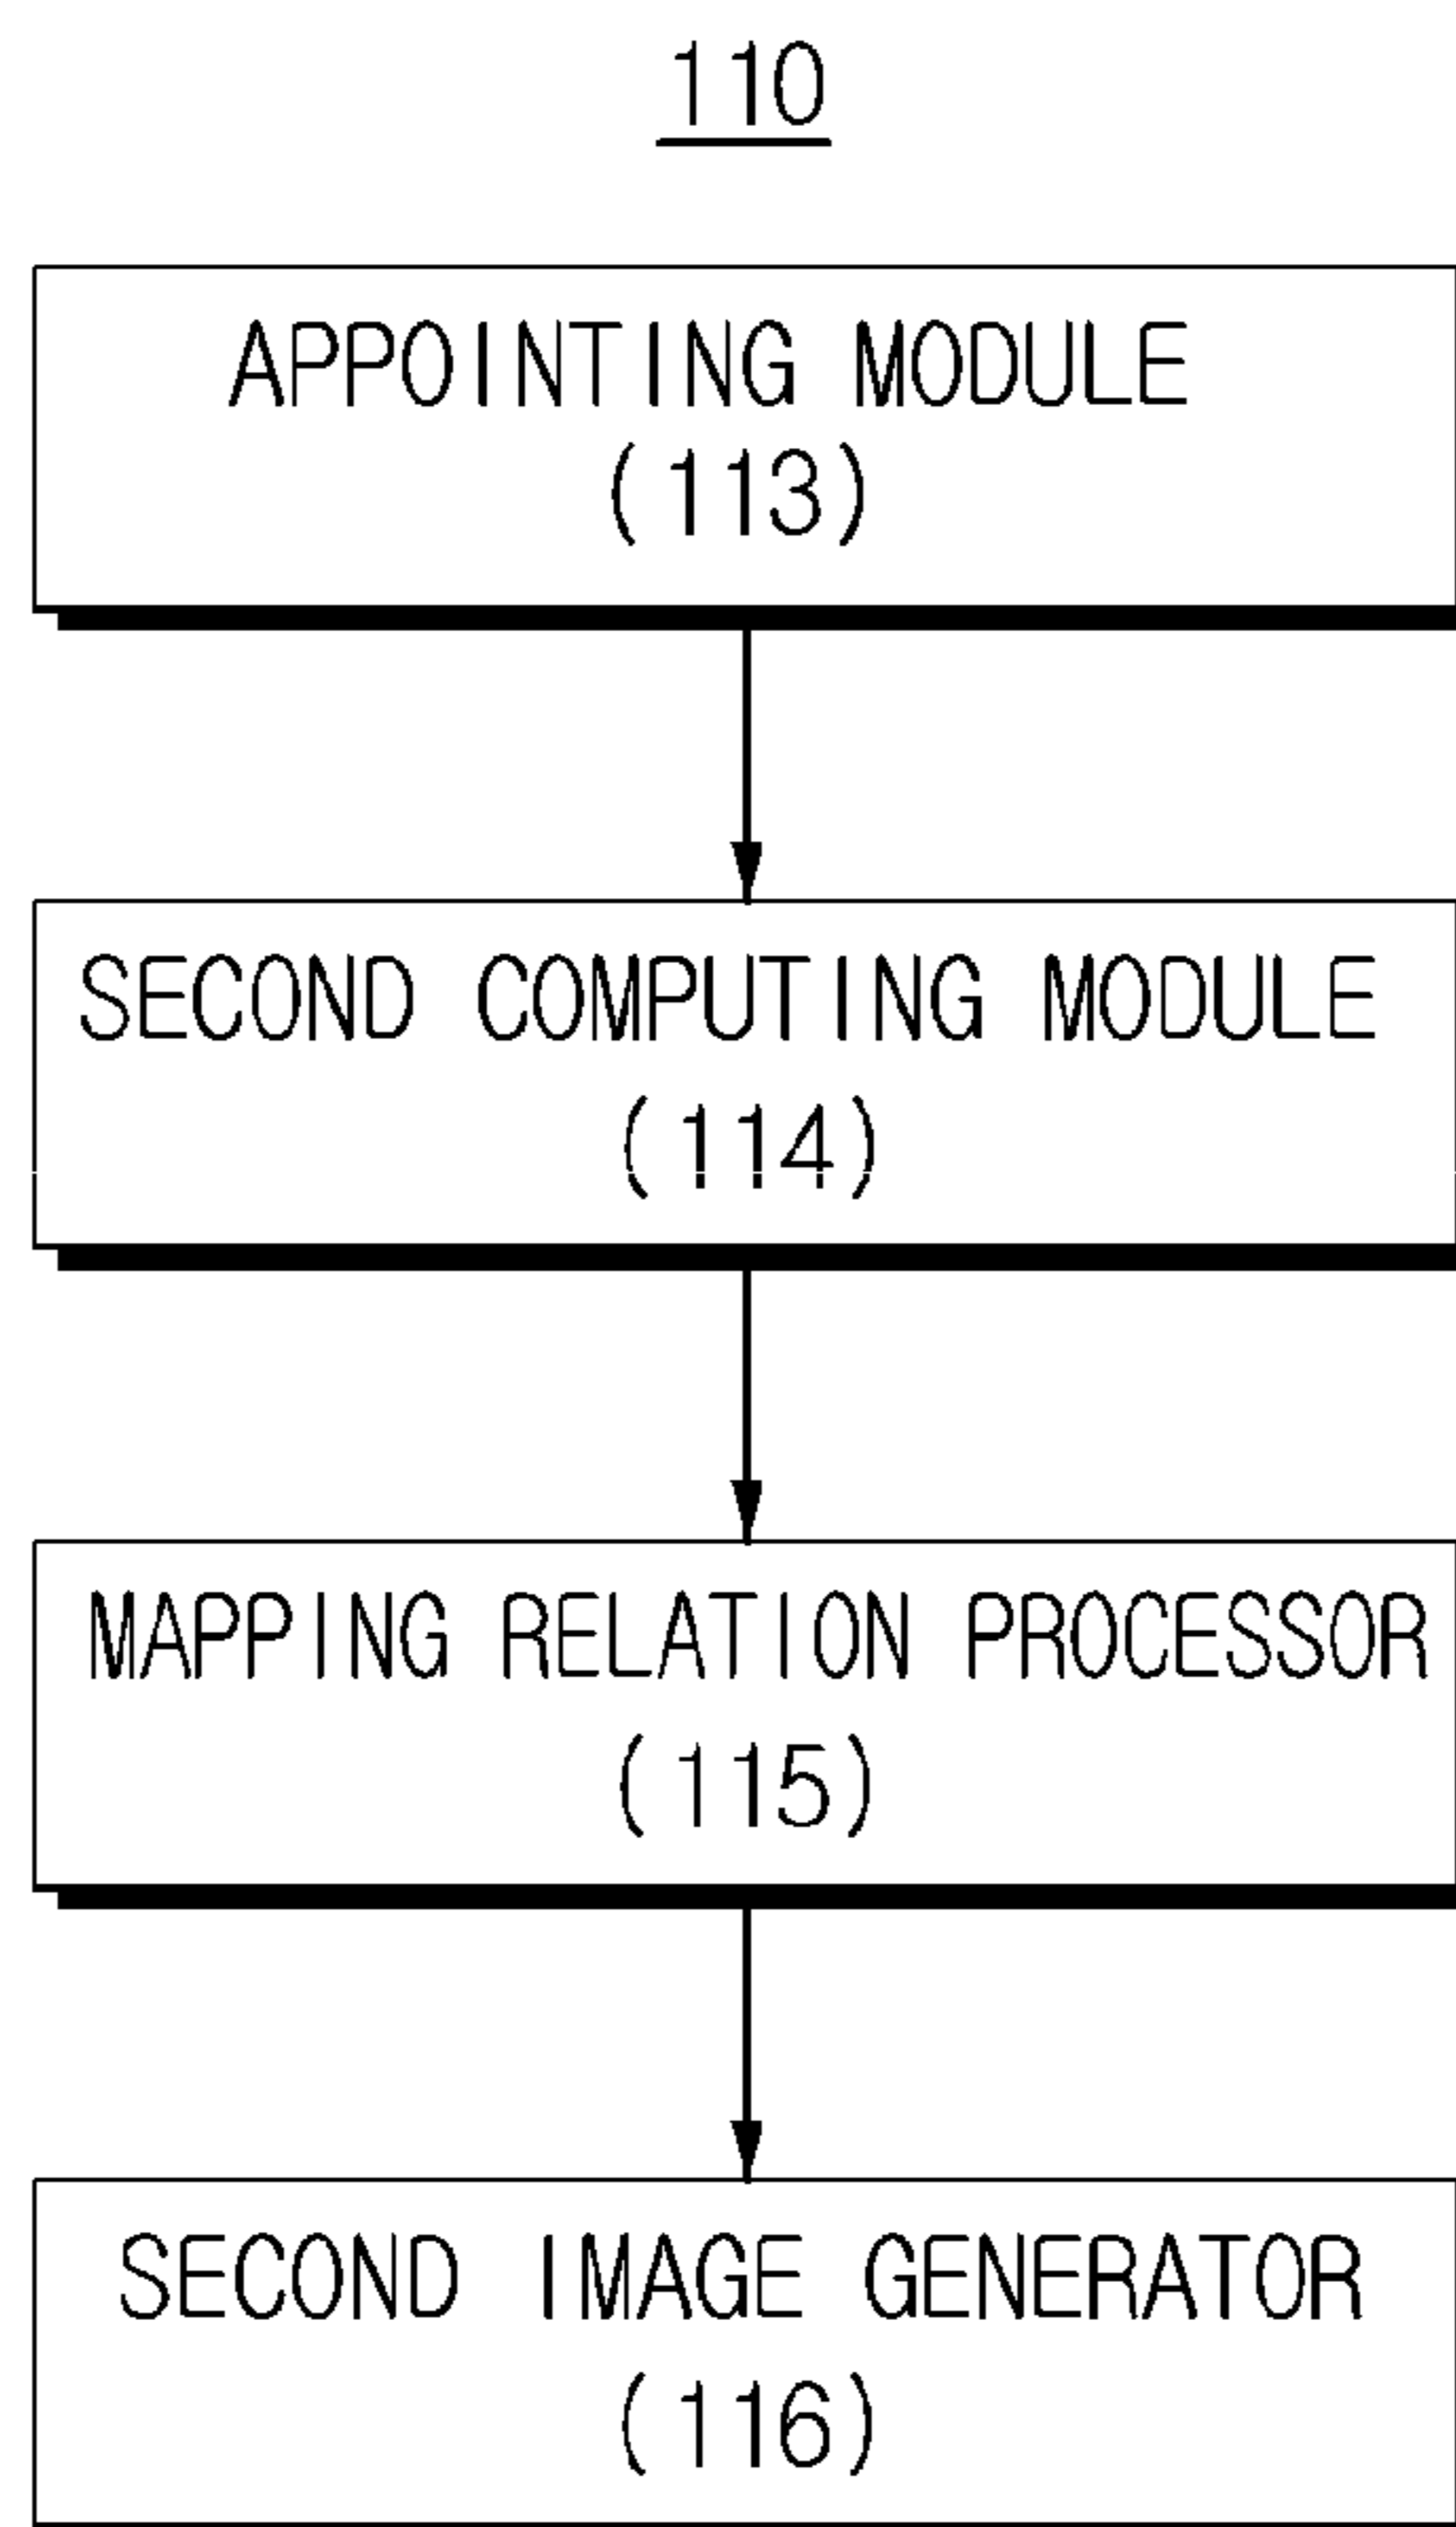 110
APPOINTING MODULE
(113)
SECOND COMPUTING MODULE
(114)
MAPPING RELATION PROCESSOR
(115)
SECOND IMAGE GENERATOR
(116)